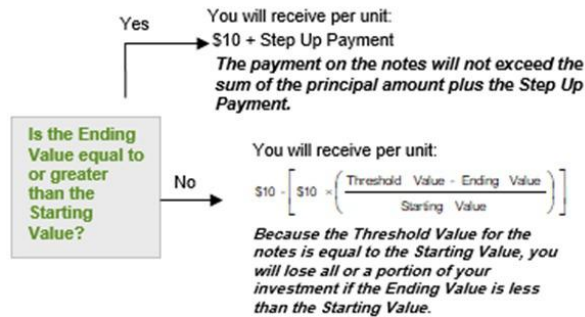 Yes
You will receive per unit:
$10 + Step Up Payment
The payment on the notes will not exceed the
sum of the principal amount plus the Step Up
Payment.
Is the Ending
Value equal to
or greater
than the
Starting
Value?
No
You will receive per unit:
$10 - [ $10 × ( Threshold Value - Ending Value
Starting Value ) ]
Because the Threshold Value for the
notes is equal to the Starting Value, you
will lose all or a portion of your
investment if the Ending Value is less
than the Starting Value.